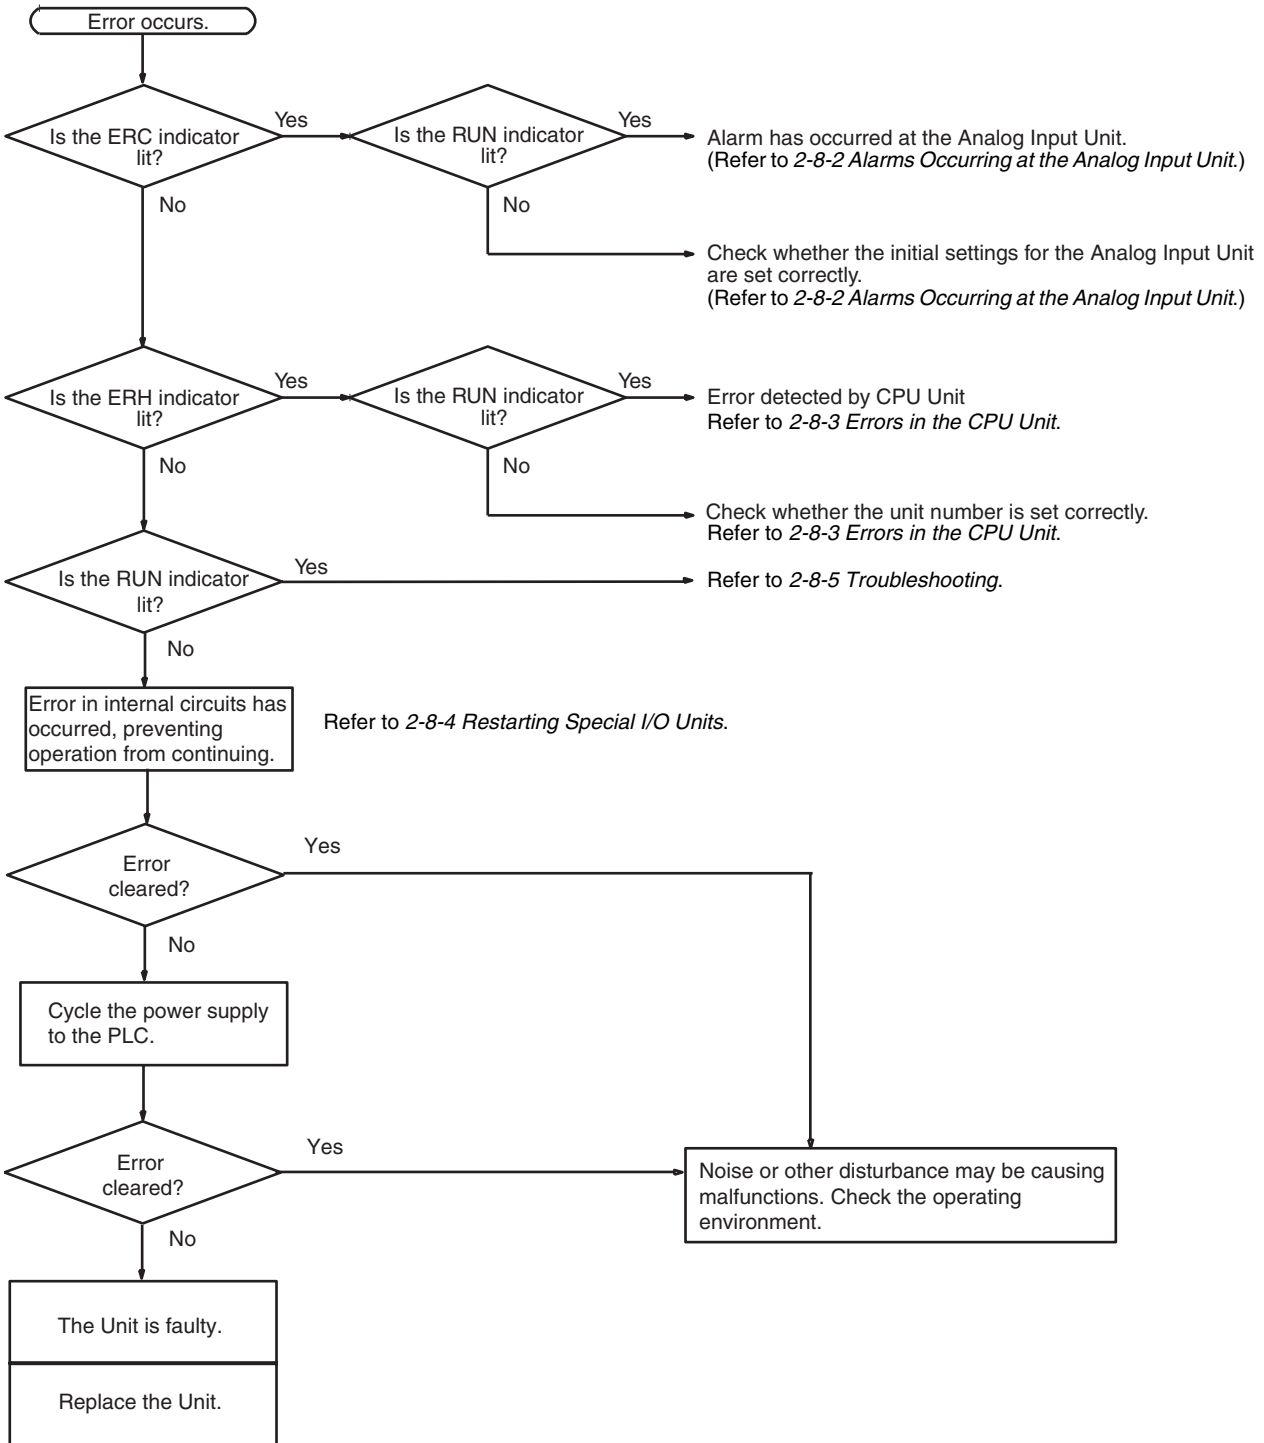 Error occurs.
Is the ERC indicator
lit?
Yes
Is the RUN indicator
lit?
Yes
Alarm has occurred at the Analog Input Unit.
(Refer to 2-8-2 Alarms Occurring at the Analog Input Unit.)
No
No
Check whether the initial settings for the Analog Input Unit
are set correctly.
(Refer to 2-8-2 Alarms Occurring at the Analog Input Unit.)
Is the ERH indicator
lit?
Yes
Is the RUN indicator
lit?
Yes
Error detected by CPU Unit
Refer to 2-8-3 Errors in the CPU Unit.
No
No
Check whether the unit number is set correctly.
Refer to 2-8-3 Errors in the CPU Unit.
Is the RUN indicator
lit?
Yes
Refer to 2-8-5 Troubleshooting.
No
Error in internal circuits has
occurred, preventing
operation from continuing.
Refer to 2-8-4 Restarting Special I/O Units.
Error
cleared?
Yes
No
Cycle the power supply
to the PLC.
Error
cleared?
Yes
Noise or other disturbance may be causing
malfunctions. Check the operating
environment.
No
The Unit is faulty.
Replace the Unit.